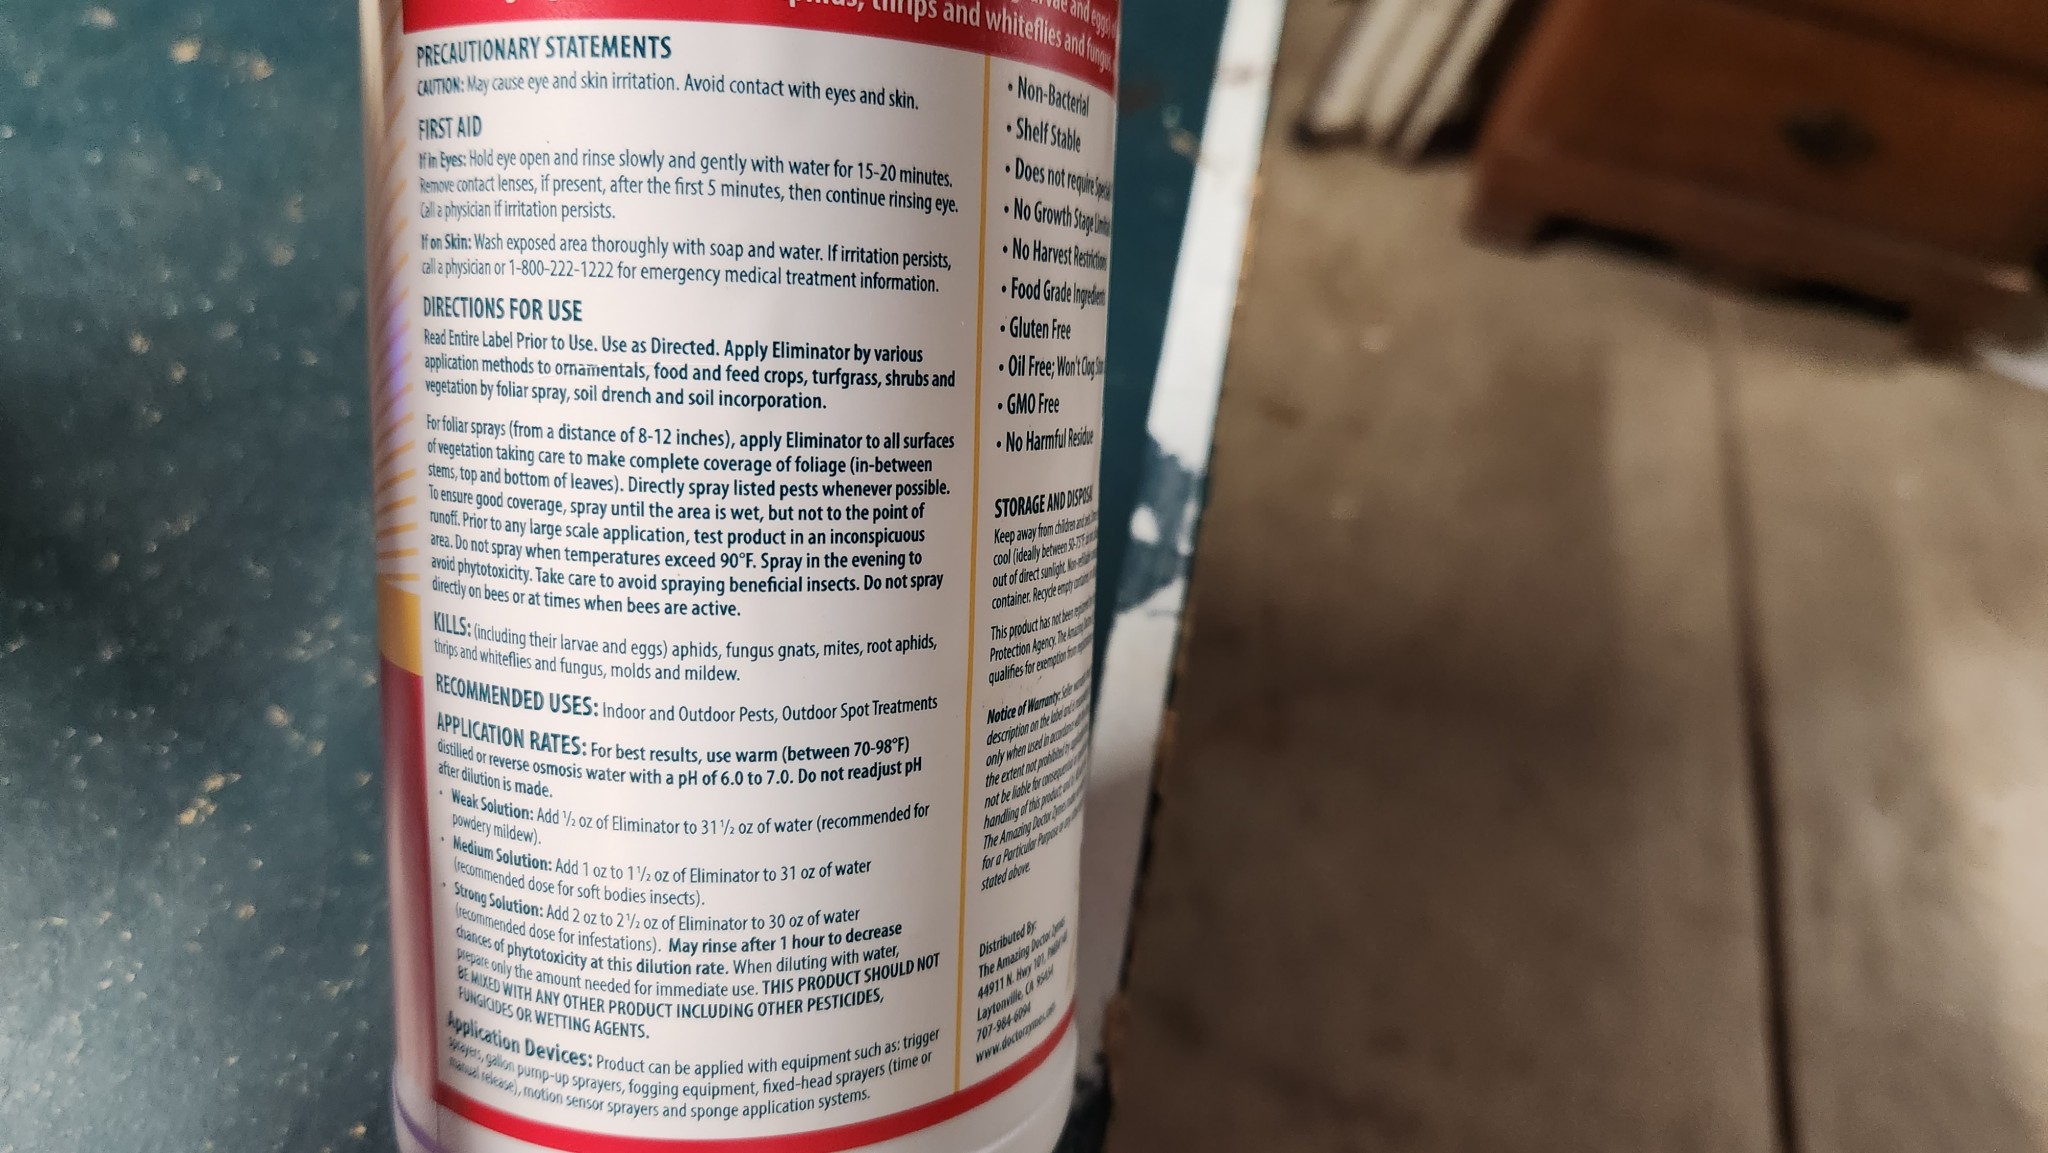 thrips and whiteflies and fungus
PRECAUTIONARY STATEMENTS
CAUTION: May cause eye and skin irritation. Avoid contact with eyes and skin.
FIRST AID
If in Eyes: Hold eye open and rinse slowly and gently with water for 15-20 minutes.
Remove contact lenses, if present, after the first 5 minutes, then continue rinsing eye.
Call a physician if irritation persists.
If on Skin: Wash exposed area thoroughly with soap and water. If irritation persists,
call a physician or 1-800-222-1222 for emergency medical treatment information.
DIRECTIONS FOR USE
Read Entire Label Prior to Use. Use as Directed. Apply Eliminator by various
application methods to ornamentals, food and feed crops, turfgrass, shrubs and
vegetation by foliar spray, soil drench and soil incorporation.
For foliar sprays (from a distance of 8-12 inches), apply Eliminator to all surfaces
of vegetation taking care to make complete coverage of foliage (in-between
stems, top and bottom of leaves). Directly spray listed pests whenever possible.
To ensure good coverage, spray until the area is wet, but not to the point of
runoff. Prior to any large scale application, test product in an inconspicuous
area. Do not spray when temperatures exceed 90°F. Spray in the evening to
avoid phytotoxicity. Take care to avoid spraying beneficial insects. Do not spray
directly on bees or at times when bees are active.
KILLS: (including their larvae and eggs) aphids, fungus gnats, mites, root aphids,
thrips and whiteflies and fungus, molds and mildew.
RECOMMENDED USES: Indoor and Outdoor Pests, Outdoor Spot Treatments
APPLICATION RATES: For best results, use warm (between 70-98°F)
distilled or reverse osmosis water with a pH of 6.0 to 7.0. Do not readjust pH
after dilution is made.
• Weak Solution: Add 1/2 oz of Eliminator to 31 1/2 oz of water (recommended for
powdery mildew).
• Medium Solution: Add 1 oz to 1 1/2 oz of Eliminator to 31 oz of water
(recommended dose for soft bodies insects).
• Strong Solution: Add 2 oz to 2 1/2 oz of Eliminator to 30 oz of water
(recommended dose for infestations). May rinse after 1 hour to decrease
chances of phytotoxicity at this dilution rate. When diluting with water,
prepare only the amount needed for immediate use. THIS PRODUCT SHOULD NOT
BE MIXED WITH ANY OTHER PRODUCT INCLUDING OTHER PESTICIDES,
FUNGICIDES OR WETTING AGENTS.
Application Devices: Product can be applied with equipment such as: trigger
sprayers, gallon pump-up sprayers, fogging equipment, fixed-head sprayers (time or
manual release), motion sensor sprayers and sponge application systems.
• Non-Bacterial
• Shelf Stable
• Does not require Special
• No Growth Stage
• No Harvest Restrictions
• Food Grade Ingredients
• Gluten Free
• Oil Free; Won't Clog
• GMO Free
• No Harmful Residue
STORAGE AND DISPOSAL
Keep away from children and
cool (ideally between 50-75°F
out of direct sunlight.
container. Recycle empty
This product has not been
Protection Agency. The Amazing
qualifies for exemption from
Notice of Warranty: Seller
description on the label and
only when used in accordance
the extent not prohibited by
not be liable for
handling of this product
The Amazing Doctor Zymes
for a Particular Purpose
stated above.
Distributed By:
The Amazing Doctor Zymes
44911 N. Hwy 101,
Laytonville, CA 95454
707-984-6094
www.doctorzymes.com